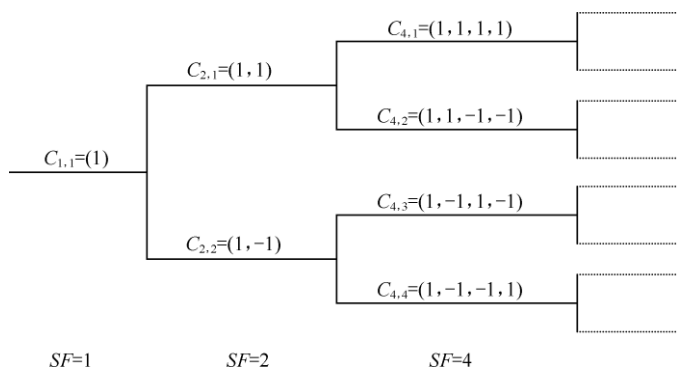 C4,1=(1,1,1,1)
C2,1=(1,1)
C4,2=(1,1,-1,-1)
C1,1=(1)
C4,3=(1,-1,1,-1)
C2,2=(1,-1)
C4,4=(1,-1,-1,1)
SF=1 SF=2 SF=4